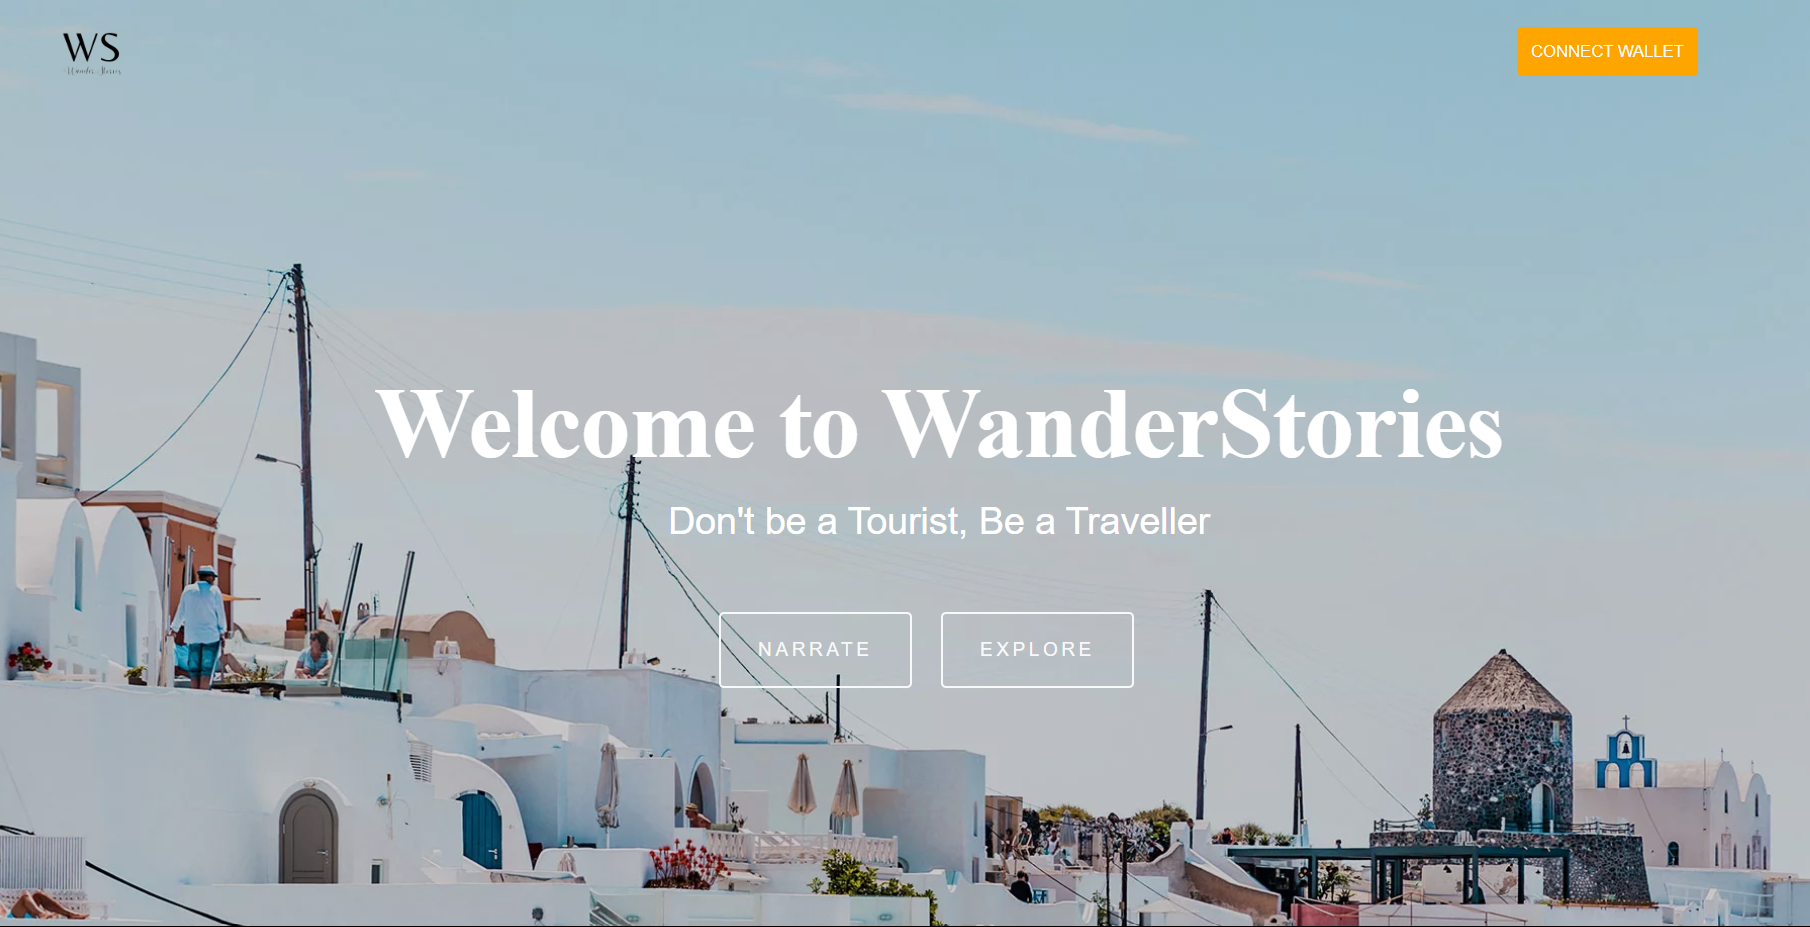 WS
Wander Stories
CONNECT WALLET
Welcome to WanderStories
Don't be a Tourist, Be a Traveller
NARRATE
EXPLORE